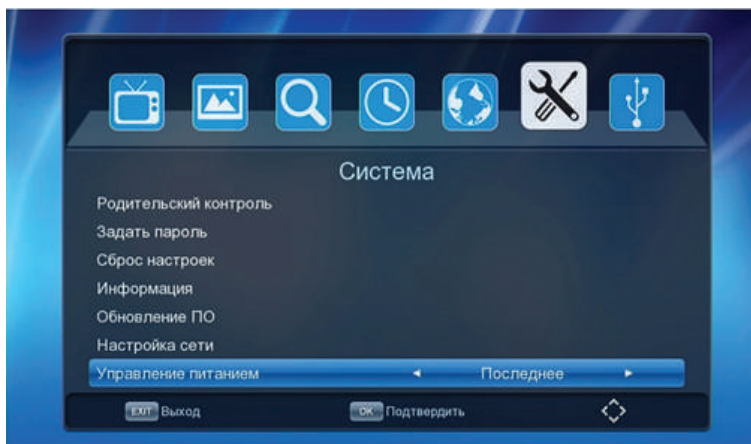 Система
Родительский контроль
Задать пароль
Сброс настроек
Информация
Обновление ПО
Настройка сети
Управление питанием Последнее
EXIT Выход OK Подтвердить